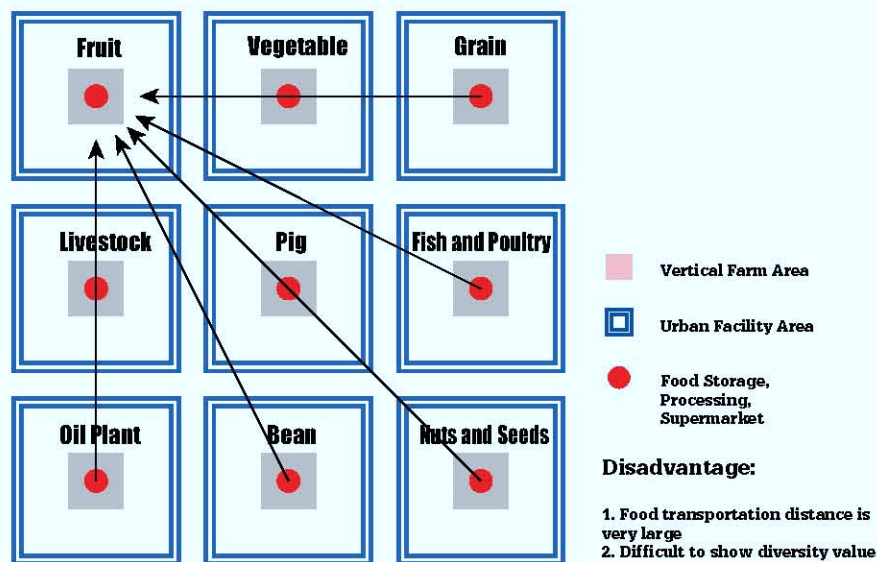 Fruit
Vegetable
Grain
Livestock
Pig
Fish and Poultry
Oil Plant
Bean
Nuts and Seeds
Vertical Farm Area
Urban Facility Area
Food Storage,
Processing,
Supermarket
Disadvantage:
1. Food transportation distance is
very large
2. Difficult to show diversity value